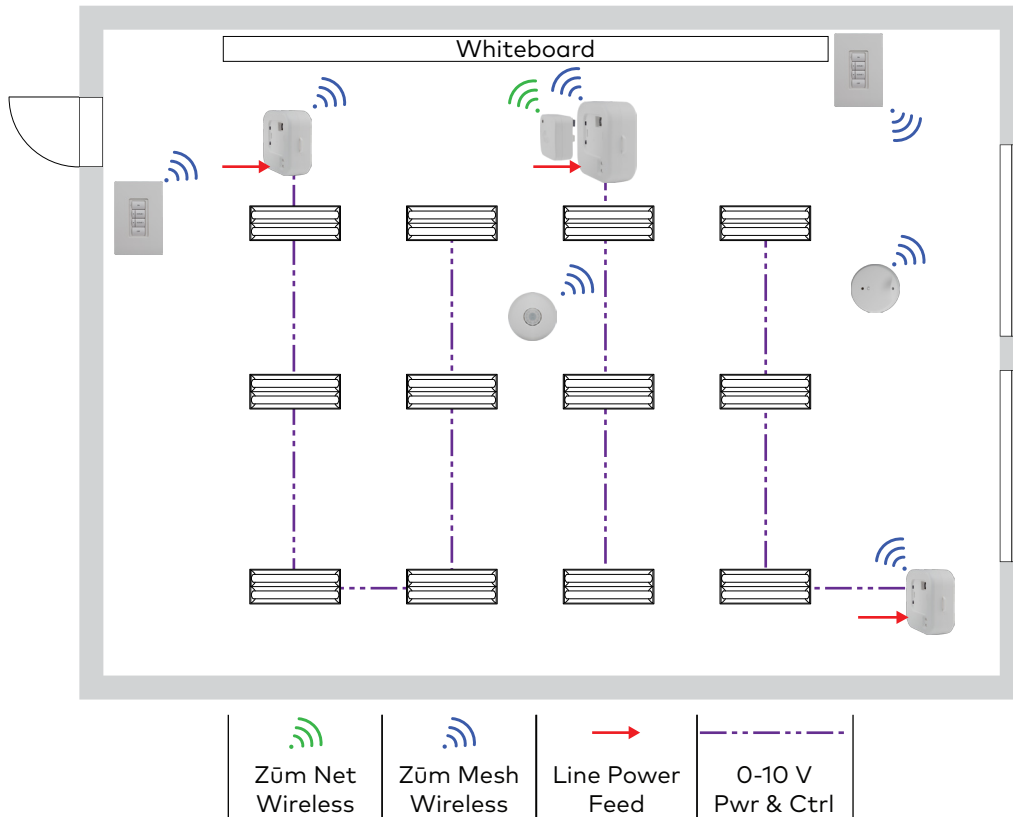 Whiteboard
Zūm Net
Wireless
Zūm Mesh
Wireless
Line Power
Feed
0-10 V
Pwr & Ctrl